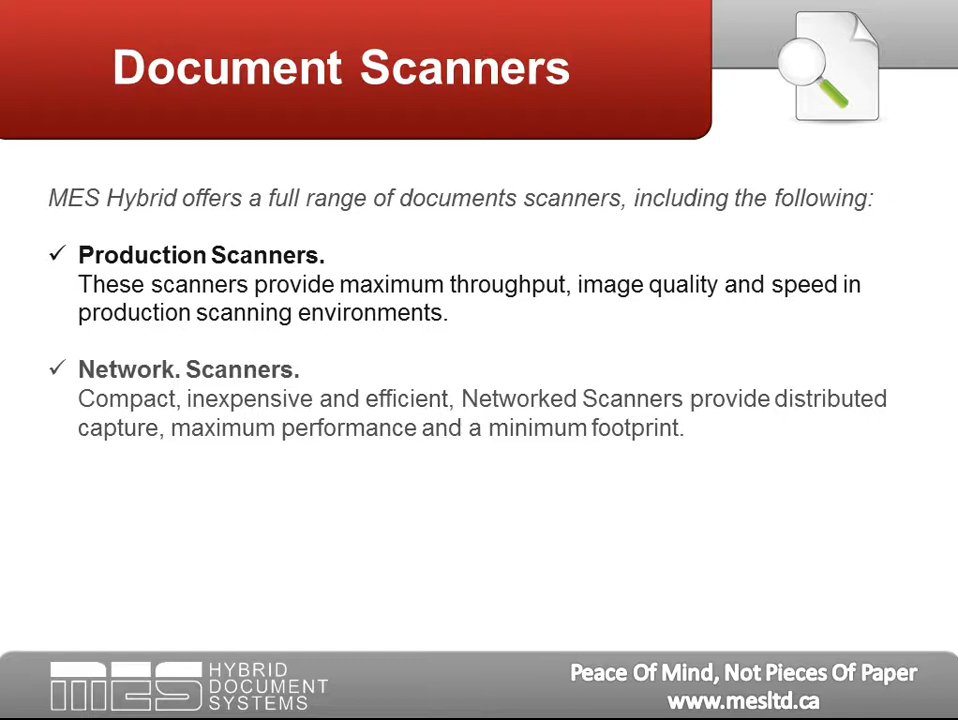 Document Scanners
MES Hybrid offers a full range of documents scanners, including the following:
✓ Production Scanners.
These scanners provide maximum throughput, image quality and speed in
production scanning environments.
✓ Network. Scanners.
Compact, inexpensive and efficient, Networked Scanners provide distributed
capture, maximum performance and a minimum footprint.
MES HYBRID
DOCUMENT
SYSTEMS
Peace Of Mind, Not Pieces Of Paper
www.mesltd.ca